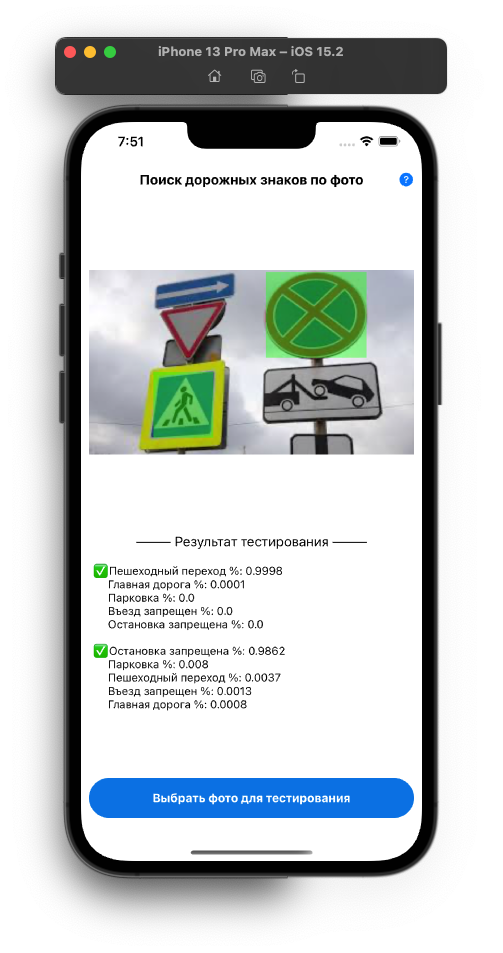 iPhone 13 Pro Max – iOS 15.2
7:51
Поиск дорожных знаков по фото
?
——— Результат тестирования ———
✅Пешеходный переход %: 0.9998
Главная дорога %: 0.0001
Парковка %: 0.0
Въезд запрещен %: 0.0
Остановка запрещена %: 0.0
✅Остановка запрещена %: 0.9862
Парковка %: 0.008
Пешеходный переход %: 0.0037
Въезд запрещен %: 0.0013
Главная дорога %: 0.0008
Выбрать фото для тестирования